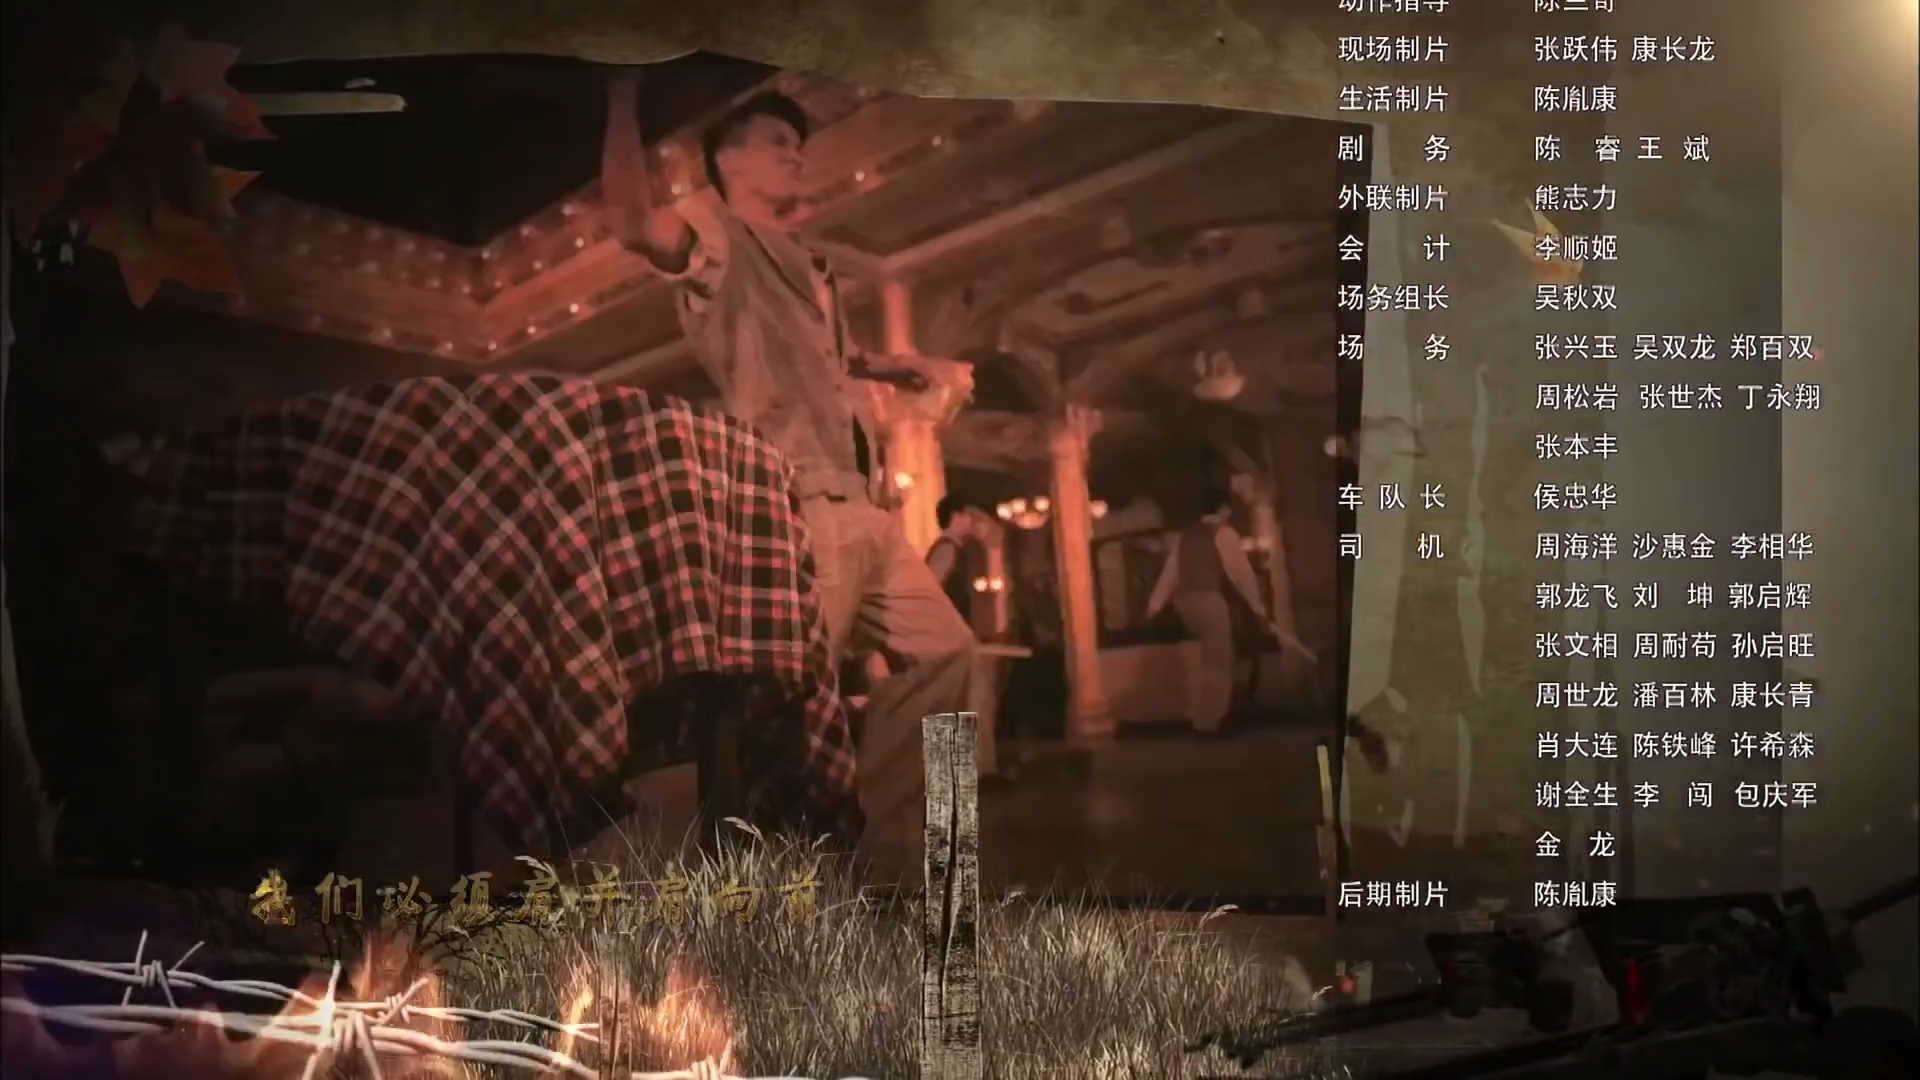 动作指导 陈兰奇
现场制片 张跃伟 康长龙
生活制片 陈胤康
剧 务 陈 睿 王 斌
外联制片 熊志力
会 计 李顺姬
场务组长 吴秋双
场 务 张兴玉 吴双龙 郑百双
周松岩 张世杰 丁永翔
张本丰
车队长 侯忠华
司 机 周海洋 沙惠金 李相华
郭龙飞 刘 坤 郭启辉
张文相 周耐苟 孙启旺
周世龙 潘百林 康长青
肖大连 陈铁峰 许希森
谢全生 李 闯 包庆军
金 龙
后期制片 陈胤康
我们必须肩并肩向前